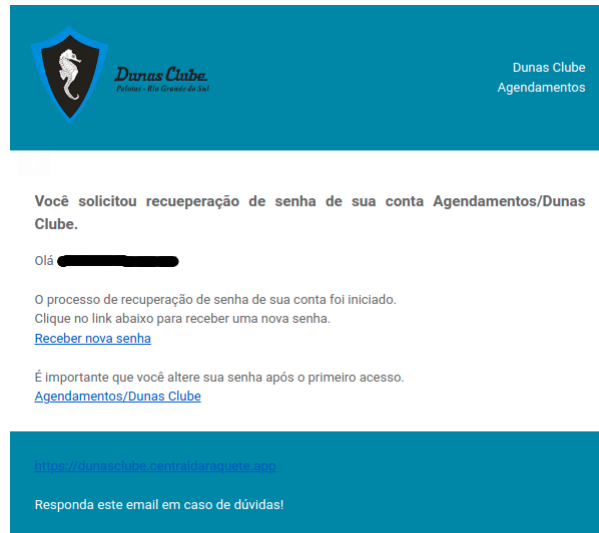 Dunas Clube
Pelotas - Rio Grande do Sul
Dunas Clube
Agendamentos
Você solicitou recueperação de senha de sua conta Agendamentos/Dunas
Clube.
Olá
O processo de recuperação de senha de sua conta foi iniciado.
Clique no link abaixo para receber uma nova senha.
Receber nova senha
É importante que você altere sua senha após o primeiro acesso.
Agendamentos/Dunas Clube
https://dunasclube.centraldaraquete.app
Responda este email em caso de dúvidas!